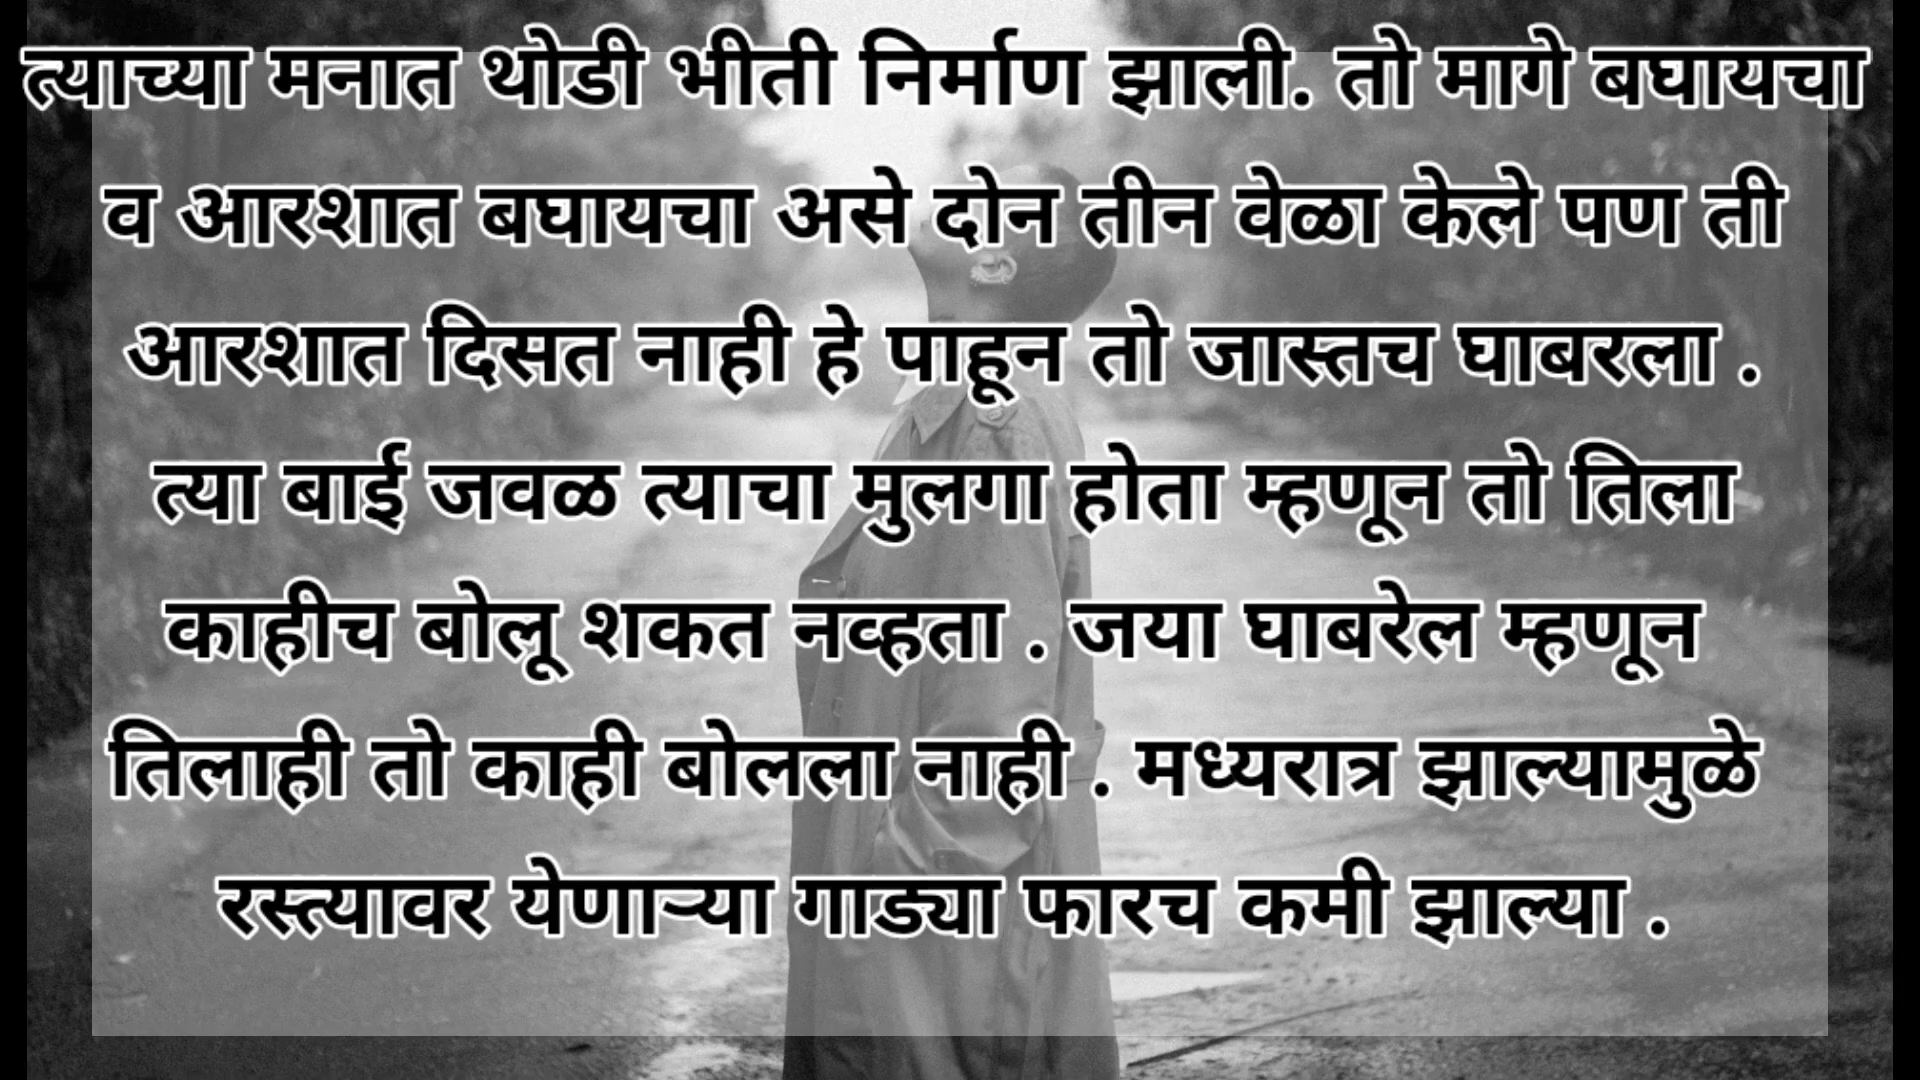 त्याच्या मनात थोडी भीती निर्माण झाली. तो मागे बघायचा
व आरशात बघायचा असे दोन तीन वेळा केले पण ती
आरशात दिसत नाही हे पाहून तो जास्तच घाबरला .
त्या बाई जवळ त्याचा मुलगा होता म्हणून तो तिला
काहीच बोलू शकत नव्हता . जया घाबरेल म्हणून
तिलाही तो काही बोलला नाही . मध्यरात्र झाल्यामुळे
रस्त्यावर येणाऱ्या गाड्या फारच कमी झाल्या .